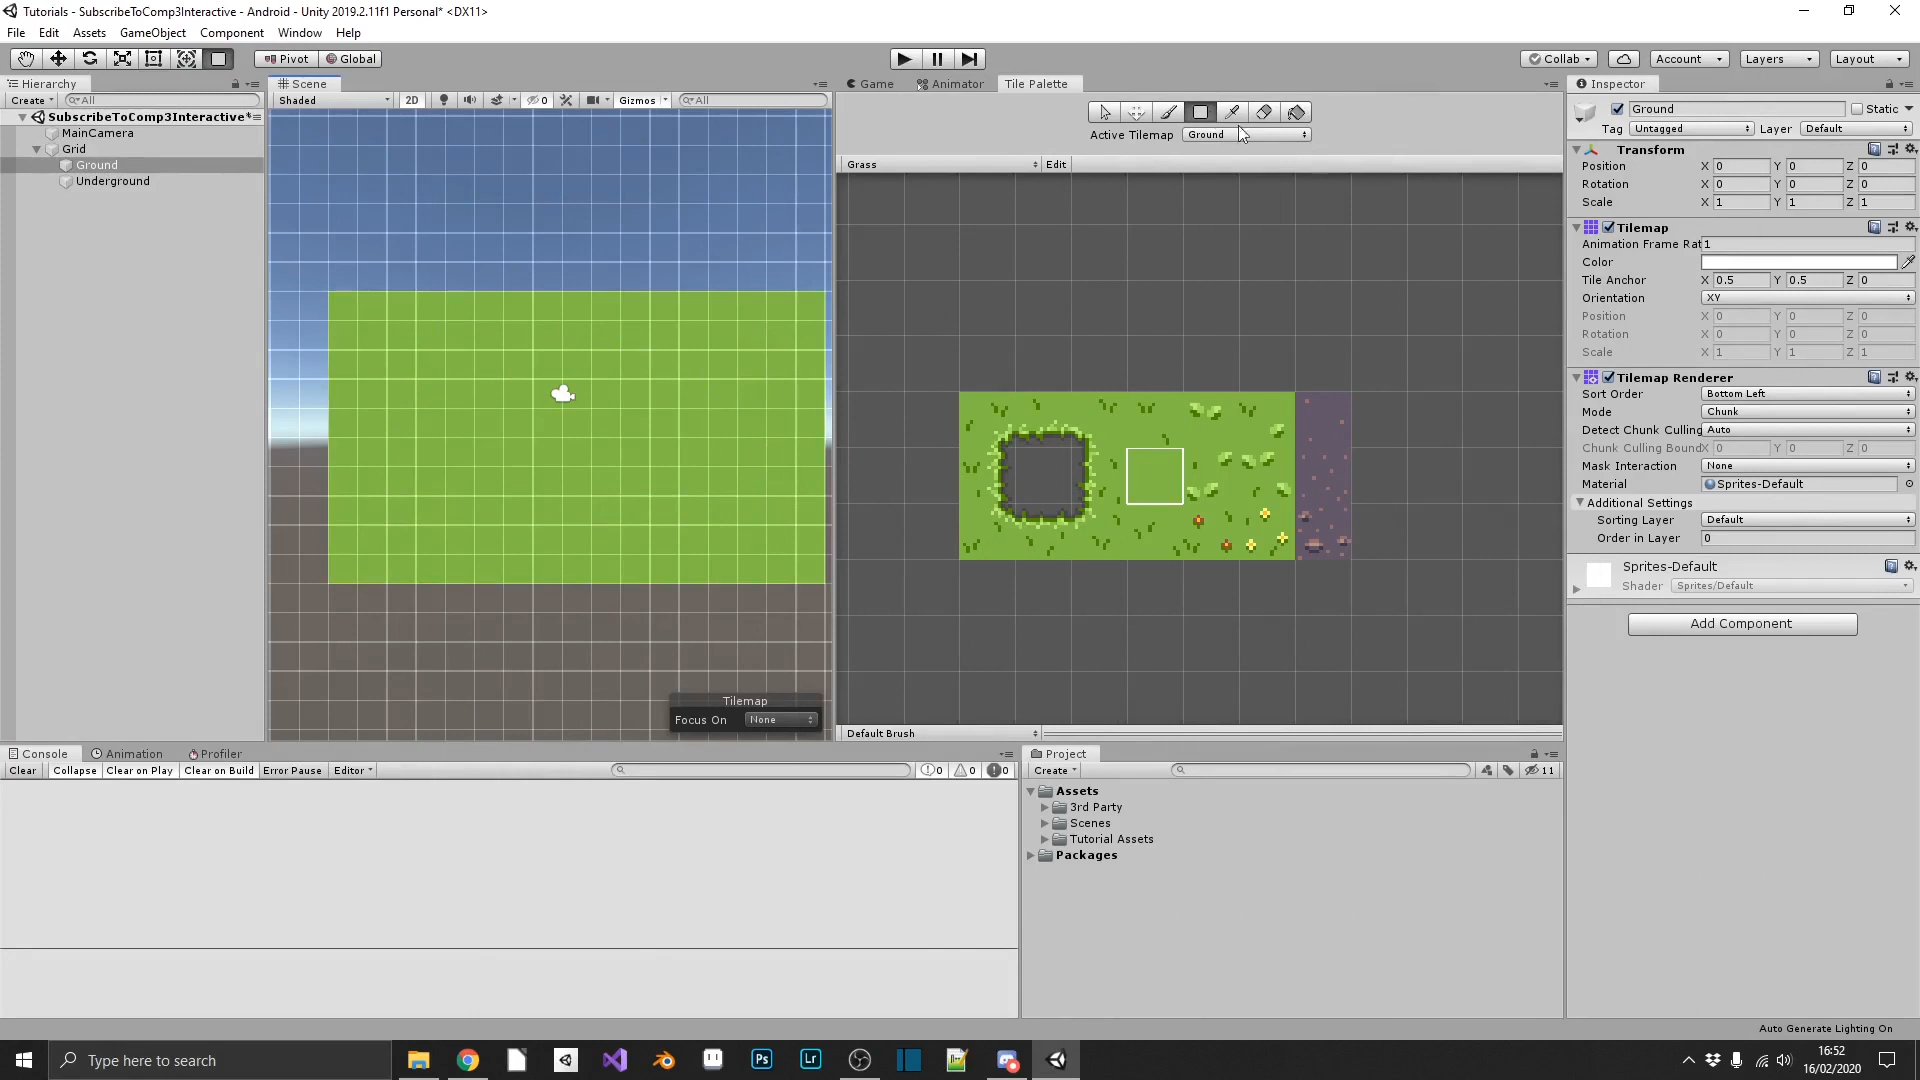 Tutorials - SubscribeToComp3Interactive - Android - Unity 2019.2.11f1 Personal* <DX11>
File Edit Assets GameObject Component Window Help
Pivot Global Collab Account Layers Layout
Hierarchy Scene Game Animator Tile Palette Inspector
Create All Shaded 2D 0 Gizmos All
Ground Static
SubscribeToComp3Interactive*
Tag Untagged Layer Default
MainCamera
Active Tilemap Ground
Grid
Transform
Ground
Grass Edit
Position X 0 Y 0 Z 0
Underground
Rotation X 0 Y 0 Z 0
Scale X 1 Y 1 Z 1
Tilemap
Animation Frame Rat 1
Color
Tile Anchor X 0.5 Y 0.5 Z 0
Orientation XY
Position X 0 Y 0 Z 0
Rotation X 0 Y 0 Z 0
Scale X 1 Y 1 Z 1
Tilemap Renderer
Sort Order Bottom Left
Mode Chunk
Detect Chunk Culling Auto
Chunk Culling Bound X 0 Y 0 Z 0
Mask Interaction None
Material Sprites-Default
Additional Settings
Sorting Layer Default
Order in Layer 0
Sprites-Default
Shader Sprites/Default
Add Component
Tilemap
Focus On None
Default Brush
Console Animation Profiler Project
Clear Collapse Clear on Play Clear on Build Error Pause Editor 0 0 0 Create 11
Assets
3rd Party
Scenes
Tutorial Assets
Packages
Auto Generate Lighting On
Type here to search
Ps
Lr
16:52
16/02/2020